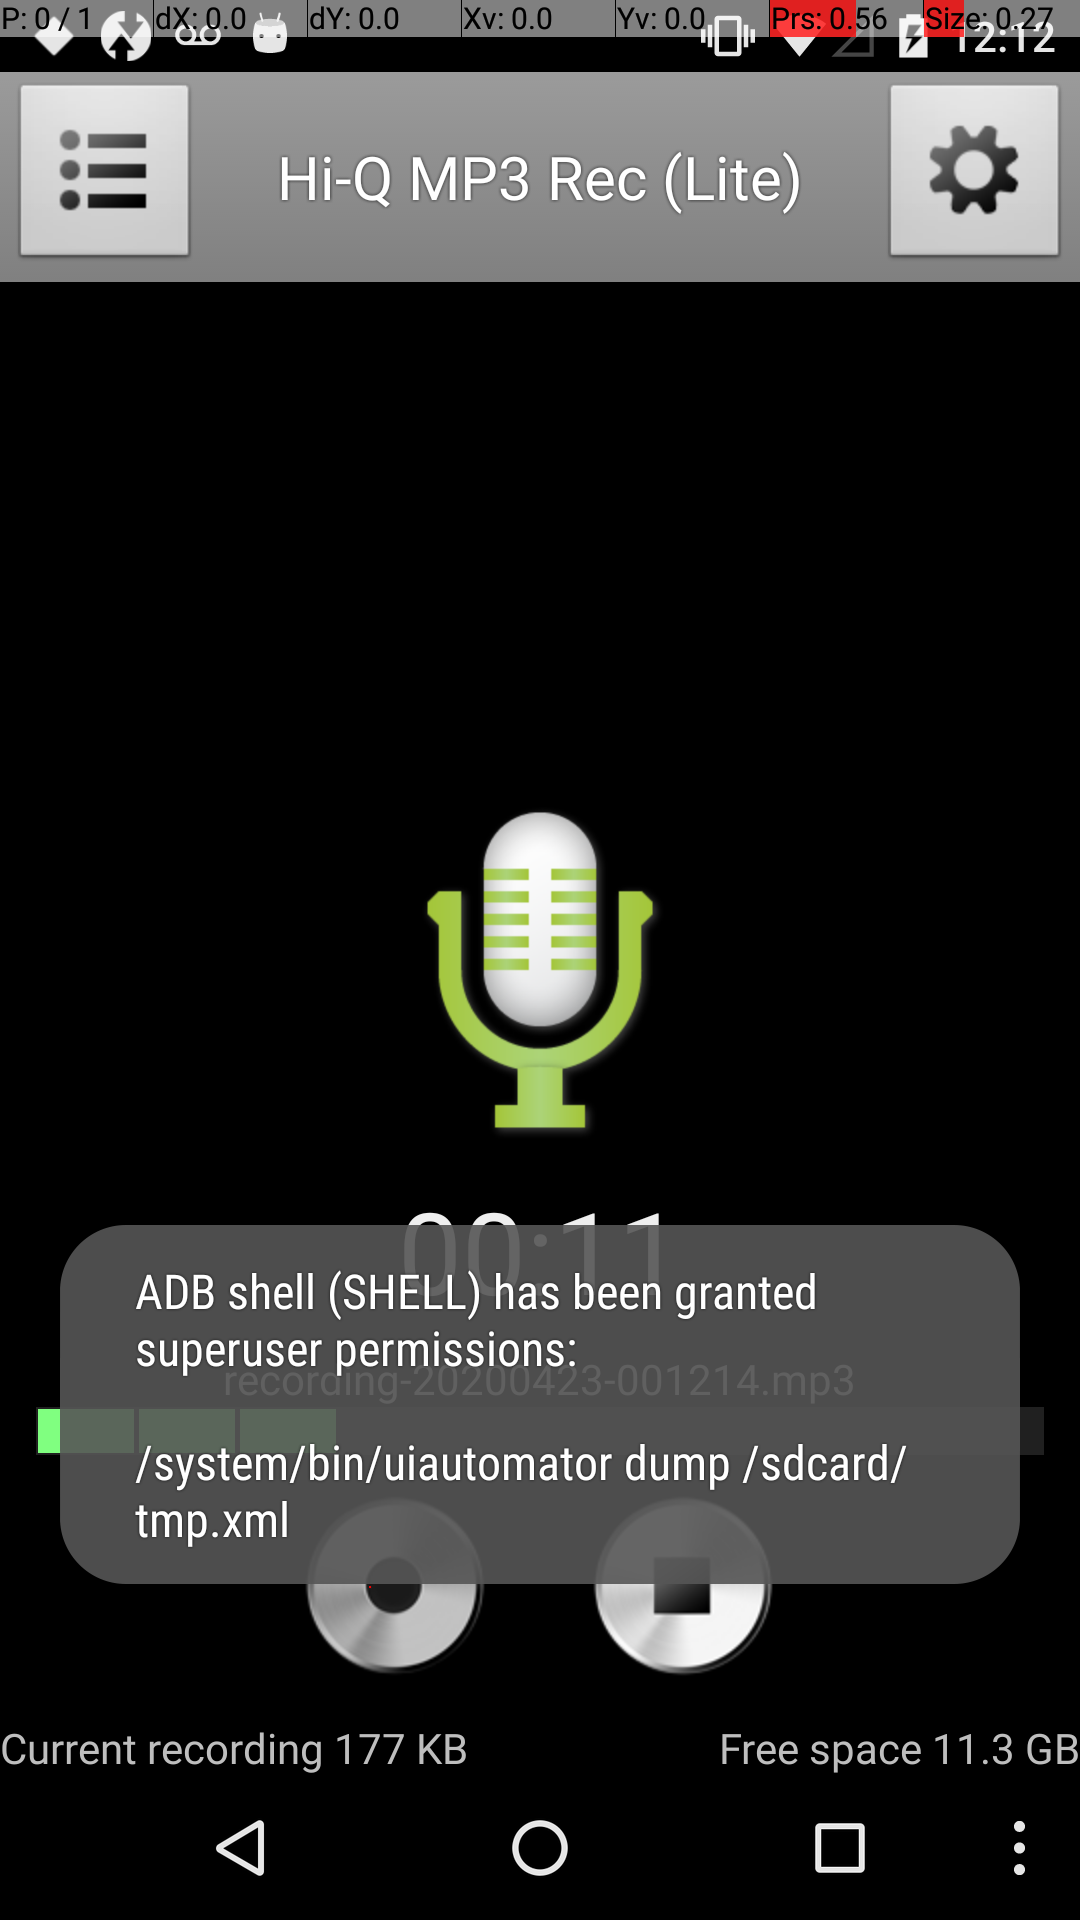 P: 0 / 1 dX: 0.0 dY: 0.0 Xv: 0.0 Yv: 0.0 Prs: 0.56 Size: 0.27
12:12
Hi-Q MP3 Rec (Lite)
00:11
ADB shell (SHELL) has been granted
superuser permissions:
recording-20200423-001214.mp3
/system/bin/uiautomator dump /sdcard/
tmp.xml
Current recording 177 KB
Free space 11.3 GB